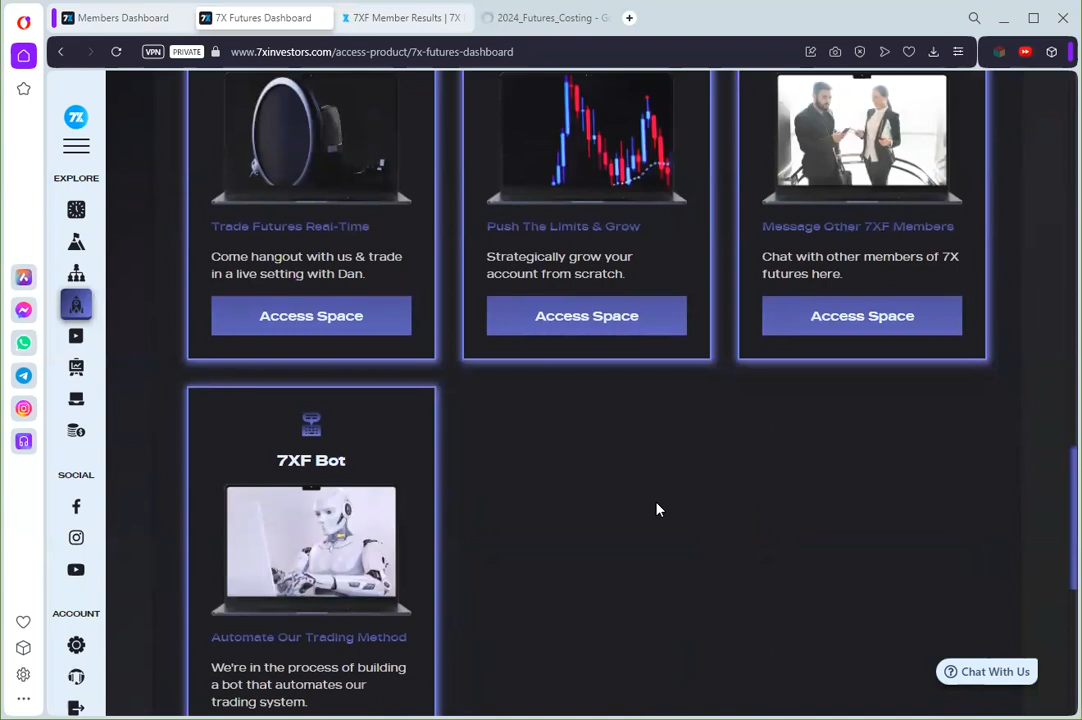 Members Dashboard
7X Futures Dashboard
7XF Member Results | 7X
2024_Futures_Costing - Go
VPN
PRIVATE
www.7xinvestors.com/access-product/7x-futures-dashboard
7X
EXPLORE
SOCIAL
ACCOUNT
Trade Futures Real-Time
Come hangout with us & trade
in a live setting with Dan.
Access Space
Push The Limits & Grow
Strategically grow your
account from scratch.
Access Space
Message Other 7XF Members
Chat with other members of 7X
futures here.
Access Space
7XF Bot
Automate Our Trading Method
We're in the process of building
a bot that automates our
trading system.
Chat With Us